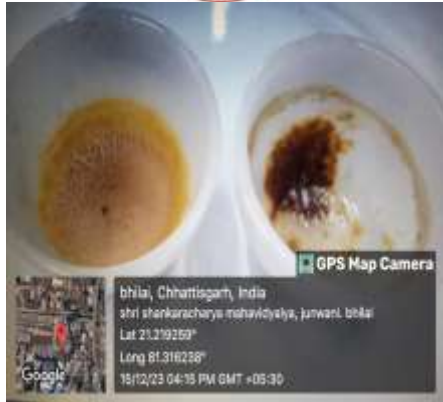 GPS Map Camera
bhilai, Chhattisgarh, India
shri shankaracharya mahavidyalya, junwani. bhilai
Lat 21.219259°
Long 81.316238°
15/12/23 04:15 PM GMT +05:30
Google